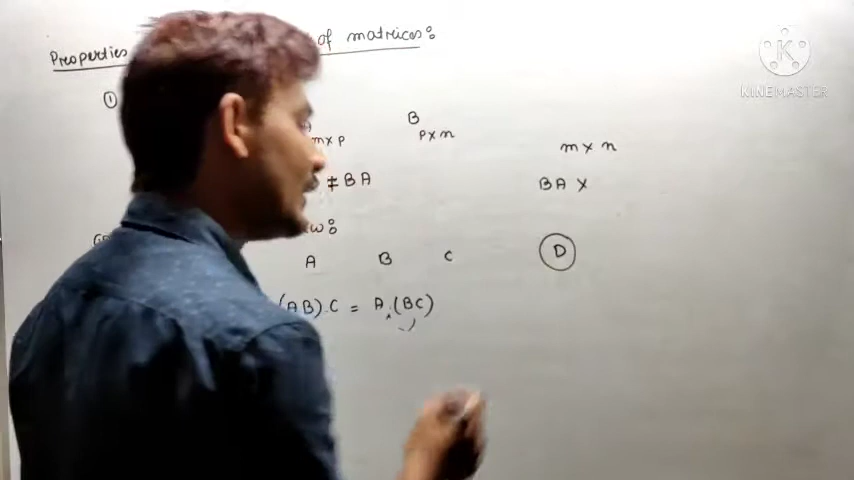 Properties of matrices:
①
B
m×p p×n
m×n
≠ BA
BA ×
A B C
D
(AB).C = A.(BC)
K
KINEMASTER